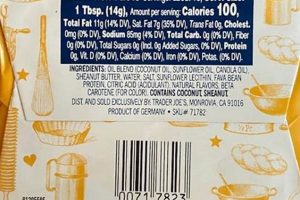 1 Tbsp. (14g), Amount per serving: Calories 100,
Total Fat 11g (14% DV), Sat. Fat 7g (35% DV), Trans Fat 0g, Cholest.
0mg (0% DV), Sodium 85mg (4% DV), Total Carb. 0g (0% DV), Fiber
0g (0% DV), Total Sugars 0g (Incl. 0g Added Sugars, 0% DV), Protein
0g, Vit. D (0% DV), Calcium (0% DV), Iron (0% DV), Potas. (0% DV).
INGREDIENTS: OIL BLEND (COCONUT OIL, SUNFLOWER OIL, CANOLA OIL),
SHEANUT BUTTER, WATER, SALT, SUNFLOWER LECITHIN, FAVA BEAN
PROTEIN, CITRIC ACID (ACIDULANT), NATURAL FLAVORS, BETA
CAROTENE (FOR COLOR). CONTAINS COCONUT, SHEANUT.
DIST. AND SOLD EXCLUSIVELY BY: TRADER JOE'S, MONROVIA, CA 91016
PRODUCT OF GERMANY • SKU# 71782
00717823